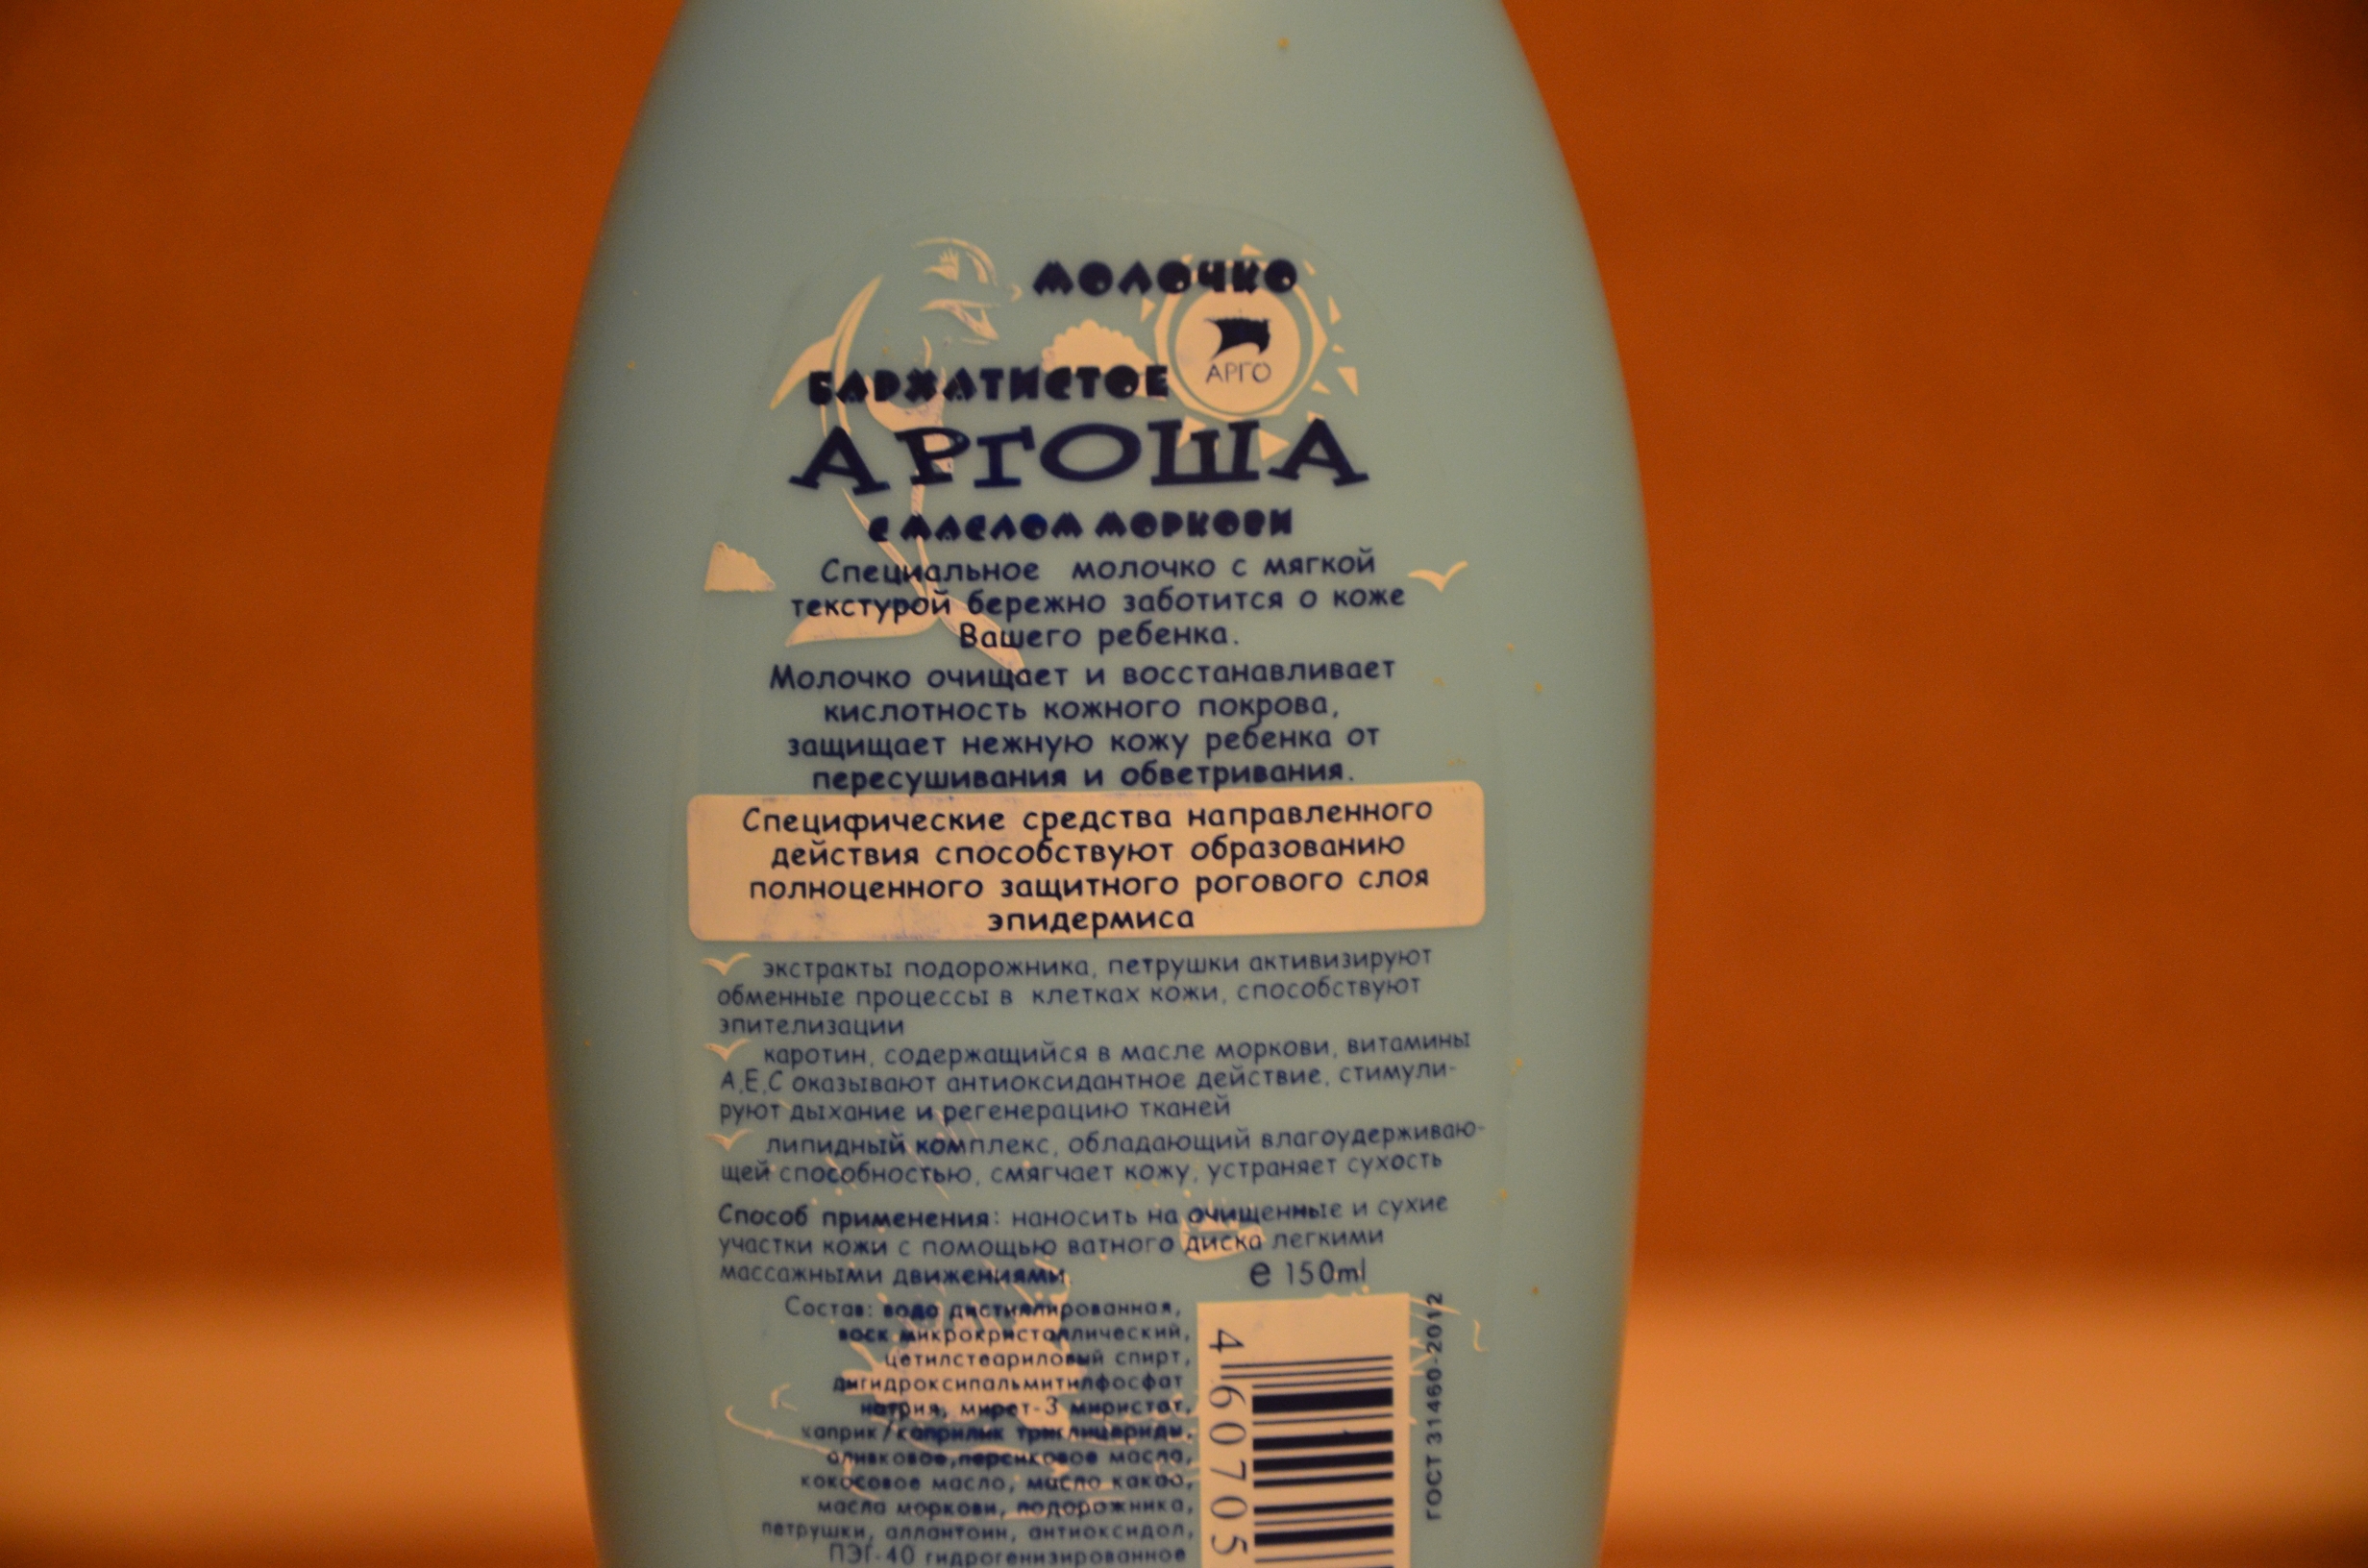 МОЛОЧКО
АРГО
БАРХАТИСТОЕ
АРГОША
С МАСЛОМ МОРКОВИ
Специальное молочко с мягкой
текстурой бережно заботится о коже
Вашего ребенка.
Молочко очищает и восстанавливает
кислотность кожного покрова,
защищает нежную кожу ребенка от
пересушивания и обветривания.
Специфические средства направленного
действия способствуют образованию
полноценного защитного рогового слоя
эпидермиса
экстракты подорожника, петрушки активизируют
обменные процессы в клетках кожи, способствуют
эпителизации
каротин, содержащийся в масле моркови, витамины
А,Е,С оказывают антиоксидантное действие, стимули-
руют дыхание и регенерацию тканей
липидный комплекс, обладающий влагоудерживаю-
щей способностью, смягчает кожу, устраняет сухость
Способ применения: наносить на очищенные и сухие
участки кожи с помощью ватного диска легкими
массажными движениями
e 150ml
Состав: вода дистиллированная,
воск микрокристаллический,
цетилстеариловый спирт,
дигидроксипальмитилфосфат
натрия, мирет-3 миристат,
каприк/каприлик триглицериды,
оливковое,персиковое масла,
кокосовое масло, масло какао,
масла моркови, подорожника,
петрушки, аллантоин, антиоксидол,
ПЭГ-40 гидрогенизированное
4 60705
ГОСТ 31460-2012